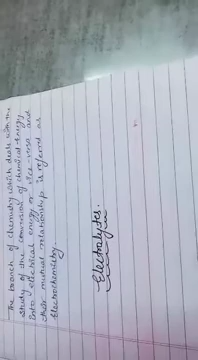 The branch of chemistry which deals with the
study of the conversion of chemical energy
into electrical energy or vice-versa and
their mutual relationship is referred as
Electrochemistry
Electrolytes.